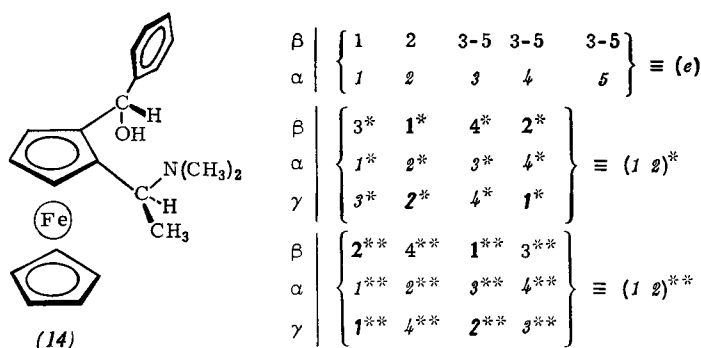 C H
OH
N(CH₃)₂
C H
CH₃
Fe
(14)
β | { 1 2 3-5 3-5 3-5
α | 1 2 3 4 5 } ≡ (e)
β | { 3* 1* 4* 2*
α | 1* 2* 3* 4* } ≡ (1 2)*
γ | 3* 2* 4* 1*
β | { 2** 4** 1** 3**
α | 1** 2** 3** 4** } ≡ (1 2)**
γ | 1** 4** 2** 3**